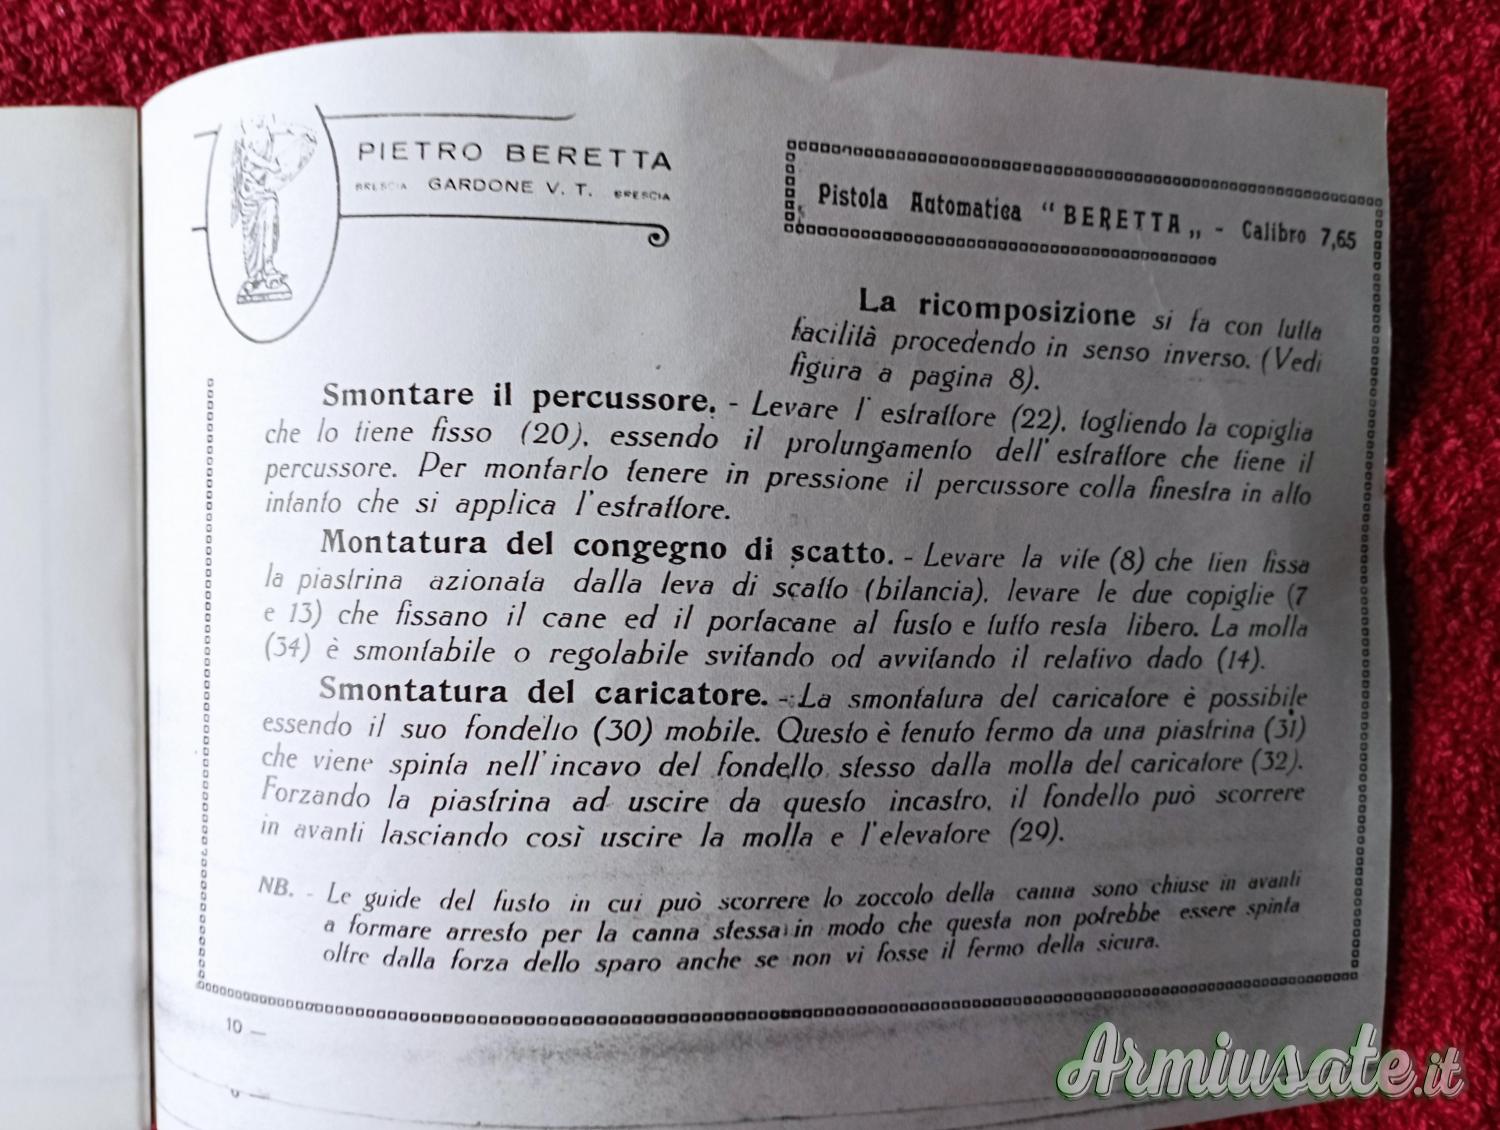 PIETRO BERETTA
BRESCIA GARDONE V. T. BRESCIA
Pistola Automatica “BERETTA„ - Calibro 7,65
La ricomposizione si fa con tutta
facilità procedendo in senso inverso. (Vedi
figura a pagina 8).
Smontare il percussore. - Levare l'estrattore (22), togliendo la copiglia
che lo tiene fisso (20), essendo il prolungamento dell'estrattore che tiene il
percussore. Per montarlo tenere in pressione il percussore colla finestra in alto
intanto che si applica l'estrattore.
Montatura del congegno di scatto. - Levare la vite (8) che tien fissa
la piastrina azionata dalla leva di scatto (bilancia), levare le due copiglie (7
e 13) che fissano il cane ed il portacane al fusto e tutto resta libero. La molla
(34) è smontabile o regolabile svitando od avvitando il relativo dado (14).
Smontatura del caricatore. - La smontatura del caricatore è possibile
essendo il suo fondello (30) mobile. Questo è tenuto fermo da una piastrina (31)
che viene spinta nell'incavo del fondello stesso dalla molla del caricatore (32).
Forzando la piastrina ad uscire da questo incastro, il fondello può scorrere
in avanti lasciando così uscire la molla e l'elevatore (29).
NB. - Le guide del fusto in cui può scorrere lo zoccolo della canna sono chiuse in avanti
a formare arresto per la canna stessa in modo che questa non potrebbe essere spinta
oltre dalla forza dello sparo anche se non vi fosse il fermo della sicura.
10 —
Armiusate.it